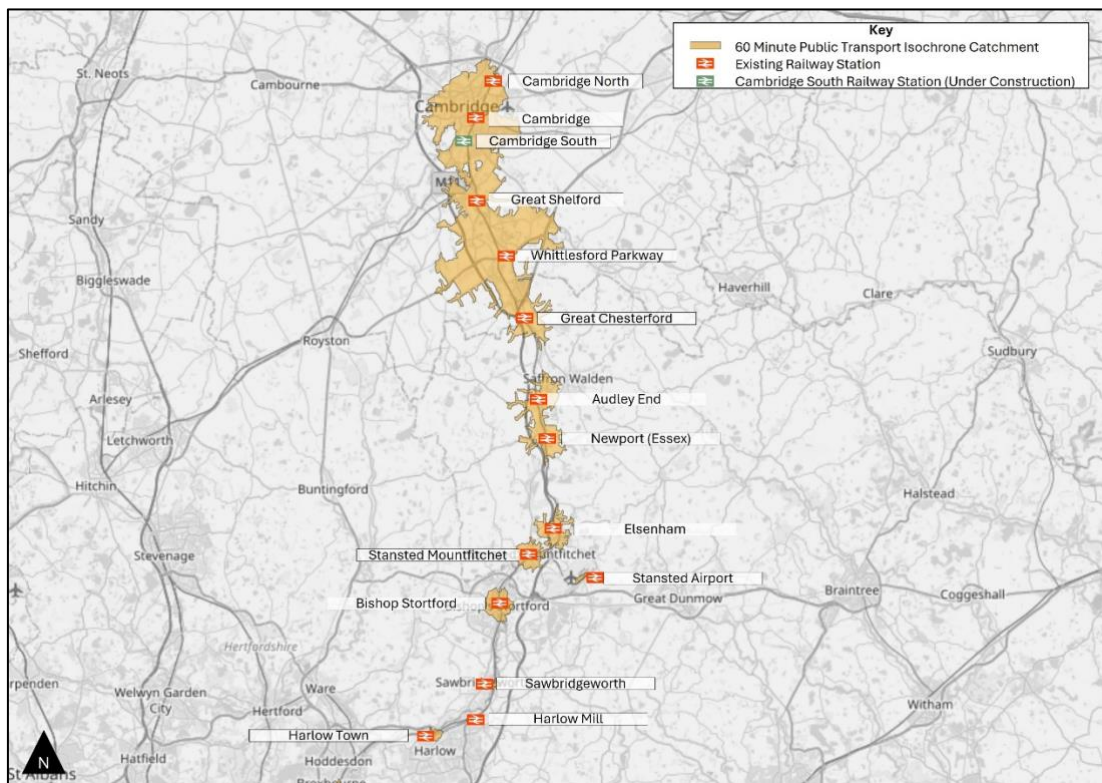 Key
60 Minute Public Transport Isochrone Catchment
Existing Railway Station
Cambridge South Railway Station (Under Construction)
St. Neots
Cambourne
Cambridge North
Cambridge
Cambridge
Cambridge South
M11
Great Shelford
Sandy
Whittlesford Parkway
Biggleswade
Haverhill
Clare
Great Chesterford
Royston
Sudbury
Shefford
Saffron Walden
Arlesey
Audley End
Letchworth
Newport (Essex)
Hitchin
Buntingford
Halstead
Elsenham
Stevenage
Stansted Mountfitchet
Stansted Airport
Braintree
Coggeshall
Bishop Stortford
Great Dunmow
Hertfordshire
Sawbridgeworth
Welwyn Garden
City
Ware
Hertford
Witham
Harlow Mill
Harlow Town
Harlow
Hatfield
Hoddesdon
St Albans
N